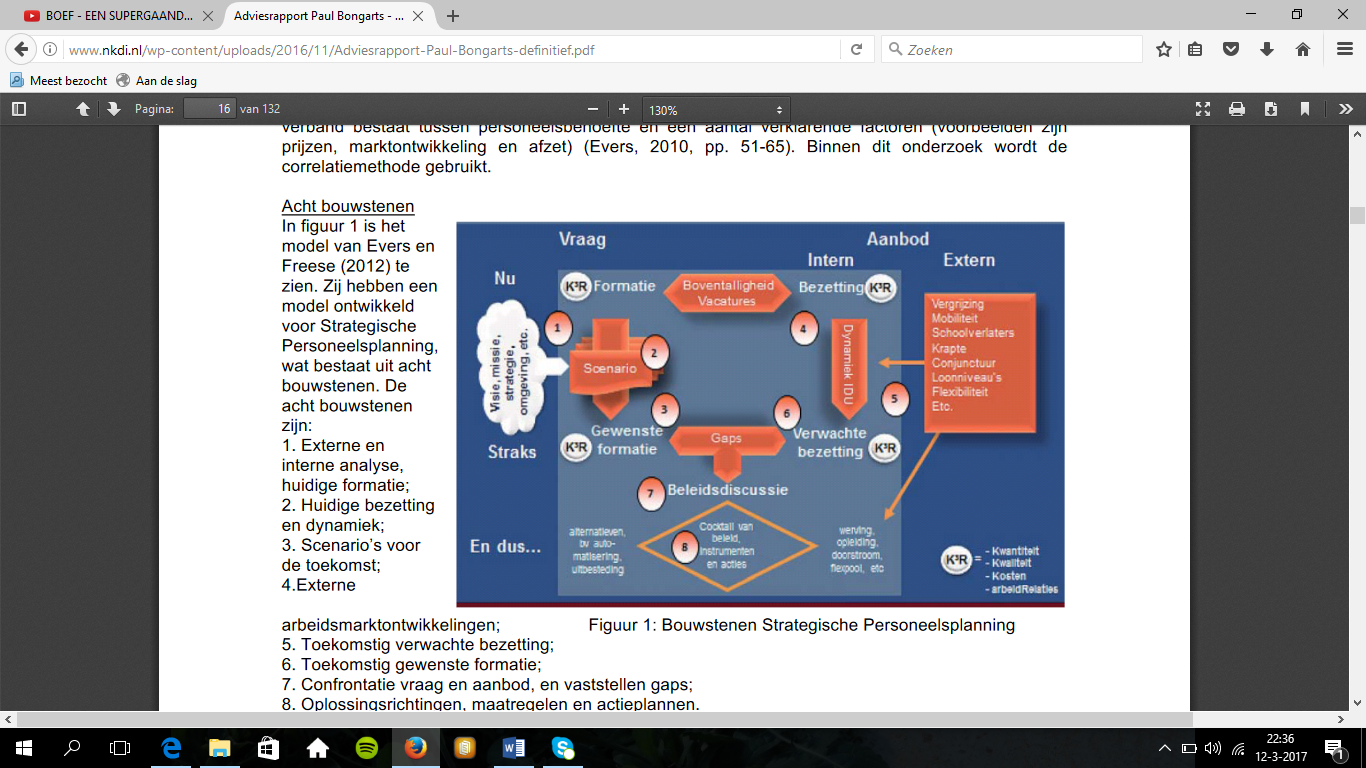 BOEF - EEN SUPERGAAND...
Adviesrapport Paul Bongarts - ...
www.nkdi.nl/wp-content/uploads/2016/11/Adviesrapport-Paul-Bongarts-definitief.pdf
Zoeken
Meest bezocht
Aan de slag
Pagina: 16 van 132
130%
verband bestaat tussen personeelsbehoefte en een aantal verklarende factoren (voorbeelden zijn
prijzen, marktontwikkeling en afzet) (Evers, 2010, pp. 51-65). Binnen dit onderzoek wordt de
correlatiemethode gebruikt.
Acht bouwstenen
In figuur 1 is het
model van Evers en
Freese (2012) te
zien. Zij hebben een
model ontwikkeld
voor Strategische
Personeelsplanning,
wat bestaat uit acht
bouwstenen. De
acht bouwstenen
zijn:
1. Externe en
interne analyse,
huidige formatie;
2. Huidige bezetting
en dynamiek;
3. Scenario's voor
de toekomst;
4.Externe
arbeidsmarktontwikkelingen;
5. Toekomstig verwachte bezetting;
6. Toekomstig gewenste formatie;
7. Confrontatie vraag en aanbod, en vaststellen gaps;
8. Oplossingsrichtingen, maatregelen en actieplannen.
Vraag
Aanbod
Intern
Extern
Nu
K³R
Formatie
Boventalligheid
Vacatures
Bezetting
K³R
Vergrijzing
Mobiliteit
Schoolverlaters
Krapte
Conjunctuur
Loonniveau's
Flexibiliteit
Etc.
1
2
4
Visie, missie,
strategie,
omgeving, etc.
Scenario
Dynamiek IDU
3
6
5
K³R
Gewenste
formatie
Gaps
Verwachte
bezetting
K³R
Straks
7
Beleidsdiscussie
En dus...
alternatieven,
bv auto-
matisering,
uitbesteding
8
Cocktail van
beleid,
instrumenten
en acties
werving,
opleiding,
doorstroom,
flexpool, etc
K³R
=
- Kwantiteit
- Kwaliteit
- Kosten
- arbeidRelaties
Figuur 1: Bouwstenen Strategische Personeelsplanning
22:36
12-3-2017
1